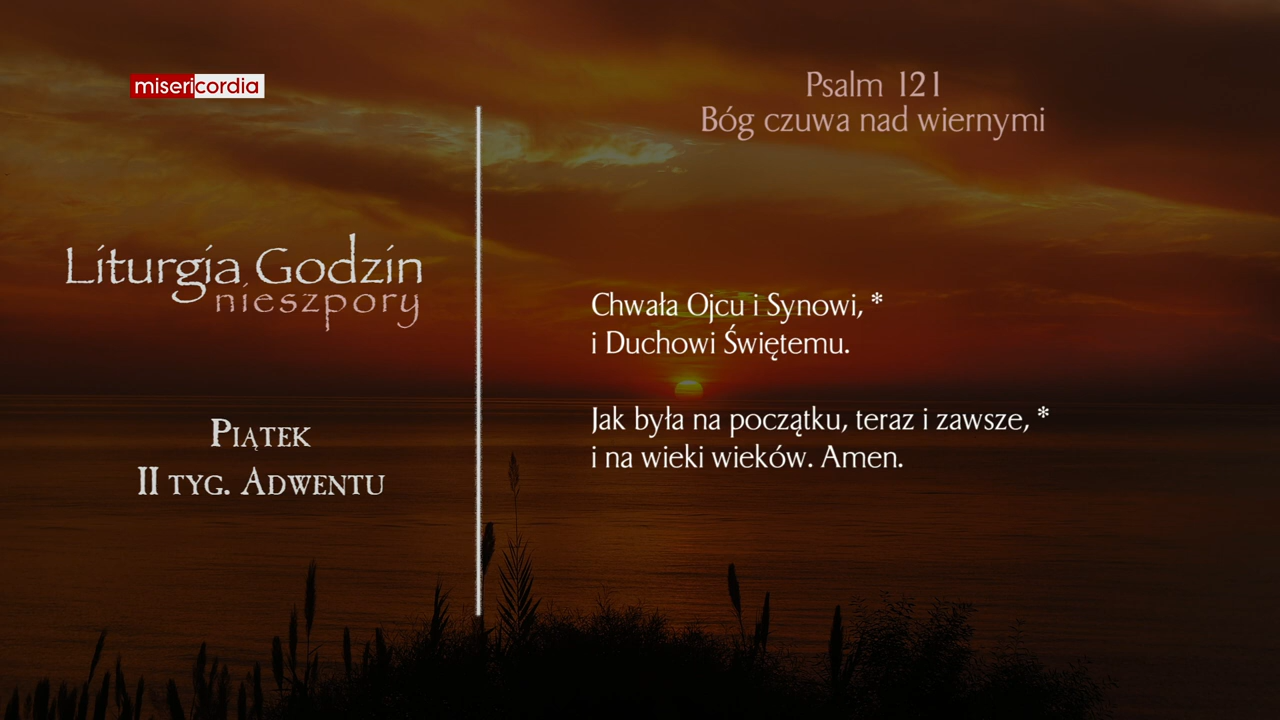 misericordia
Liturgia Godzin
nieszpory
Piątek
II tyg. Adwentu
Psalm 121
Bóg czuwa nad wiernymi
Chwała Ojcu i Synowi, *
i Duchowi Świętemu.
Jak była na początku, teraz i zawsze, *
i na wieki wieków. Amen.